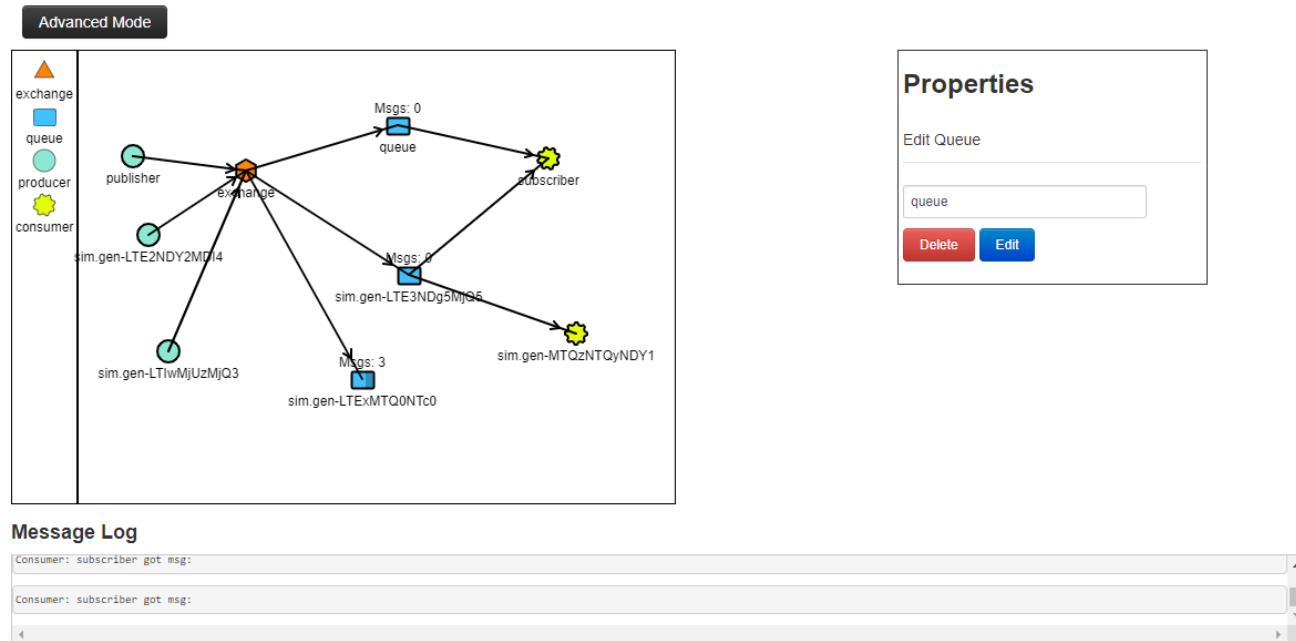 Advanced Mode
exchange
queue
producer
consumer
Msgs: 0
queue
publisher
exchange
subscriber
sim.gen-LTE2NDY2MDI4
Msgs: 0
sim.gen-LTE3NDg5MjQ5
sim.gen-LTIwMjUzMjQ3
Msgs: 3
sim.gen-LTExMTQ0NTc0
sim.gen-MTQzNTQyNDY1
Properties
Edit Queue
queue
Delete Edit
Message Log
Consumer: subscriber got msg:
Consumer: subscriber got msg: